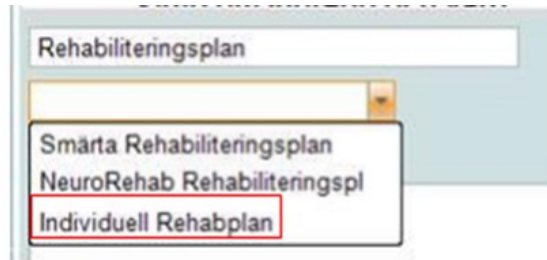 Rehabiliteringsplan
Smärta Rehabiliteringsplan
NeuroRehab Rehabiliteringspl
Individuell Rehabplan